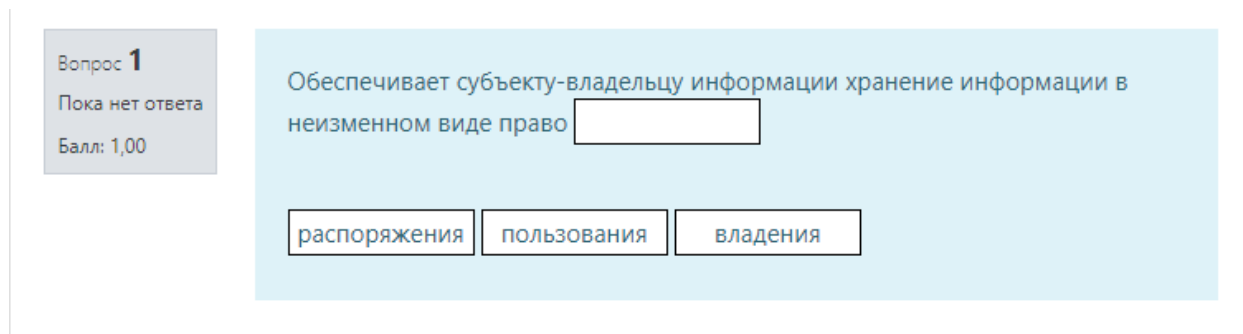 Вопрос 1
Пока нет ответа
Балл: 1,00
Обеспечивает субъекту-владельцу информации хранение информации в
неизменном виде право
распоряжения пользования владения